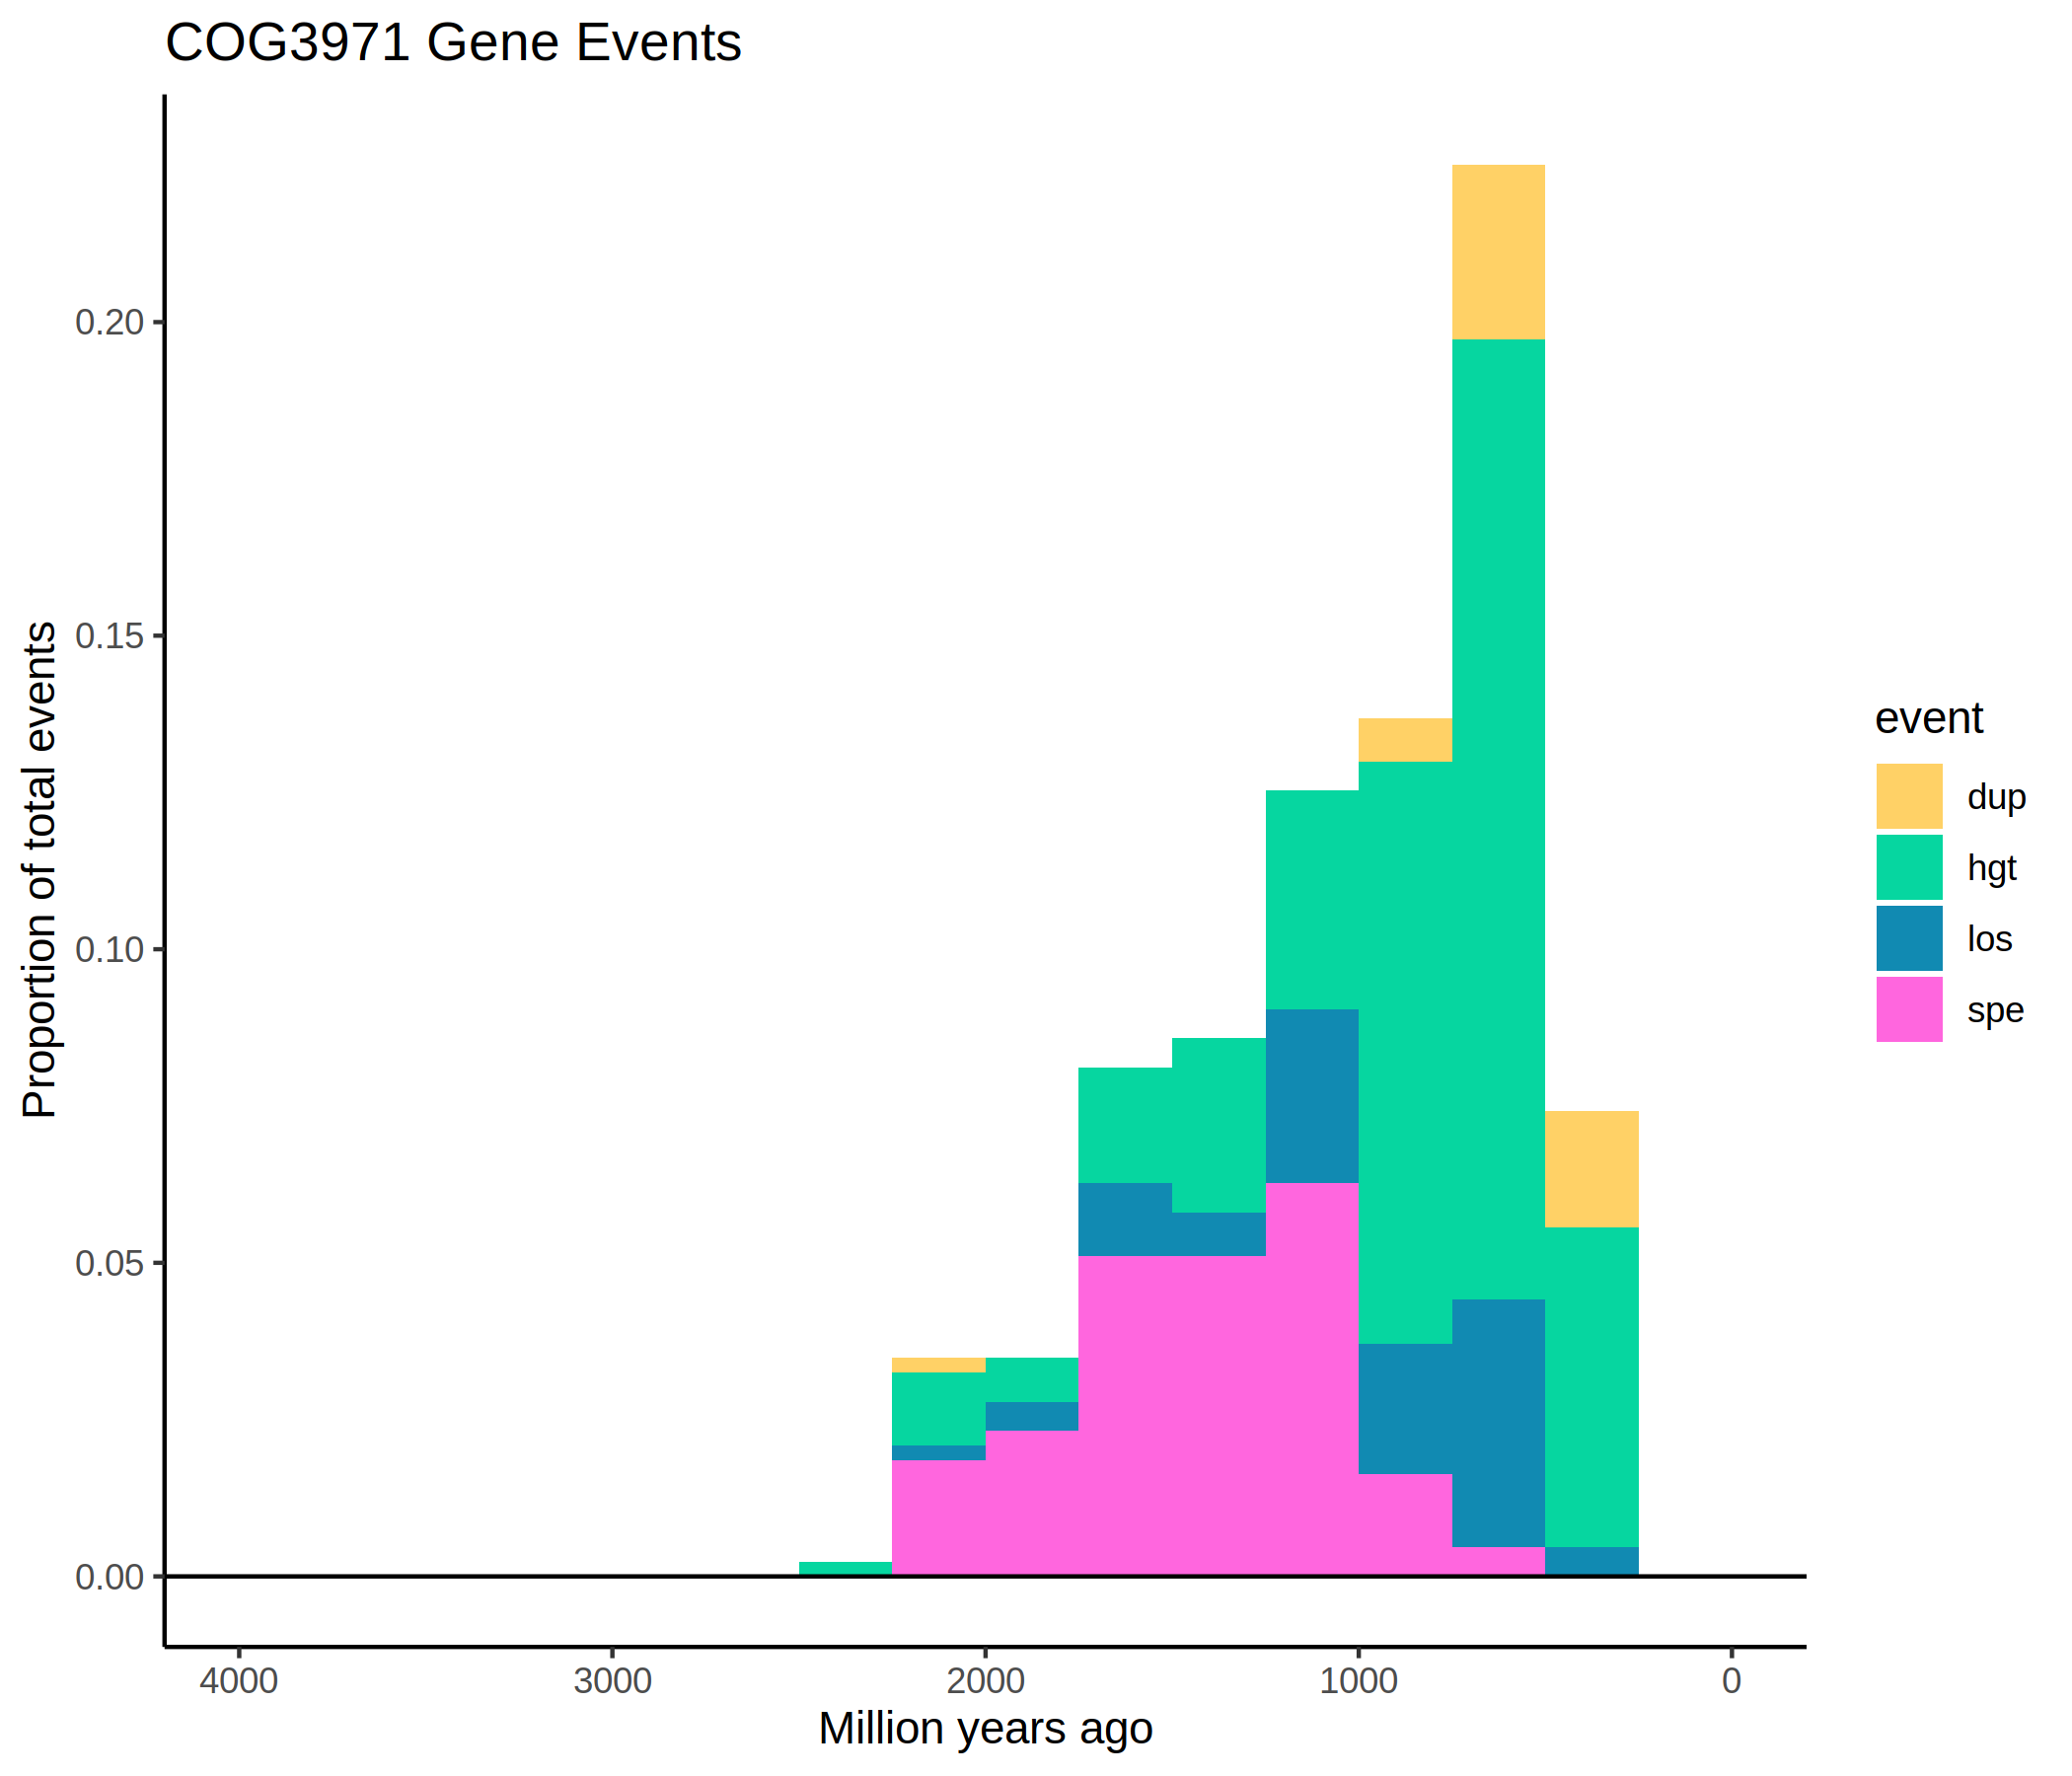 COG3971 Gene Events
Proportion of total events
0.20
0.15
0.10
0.05
0.00
4000 3000 2000 1000 0
Million years ago
event
dup
hgt
los
spe